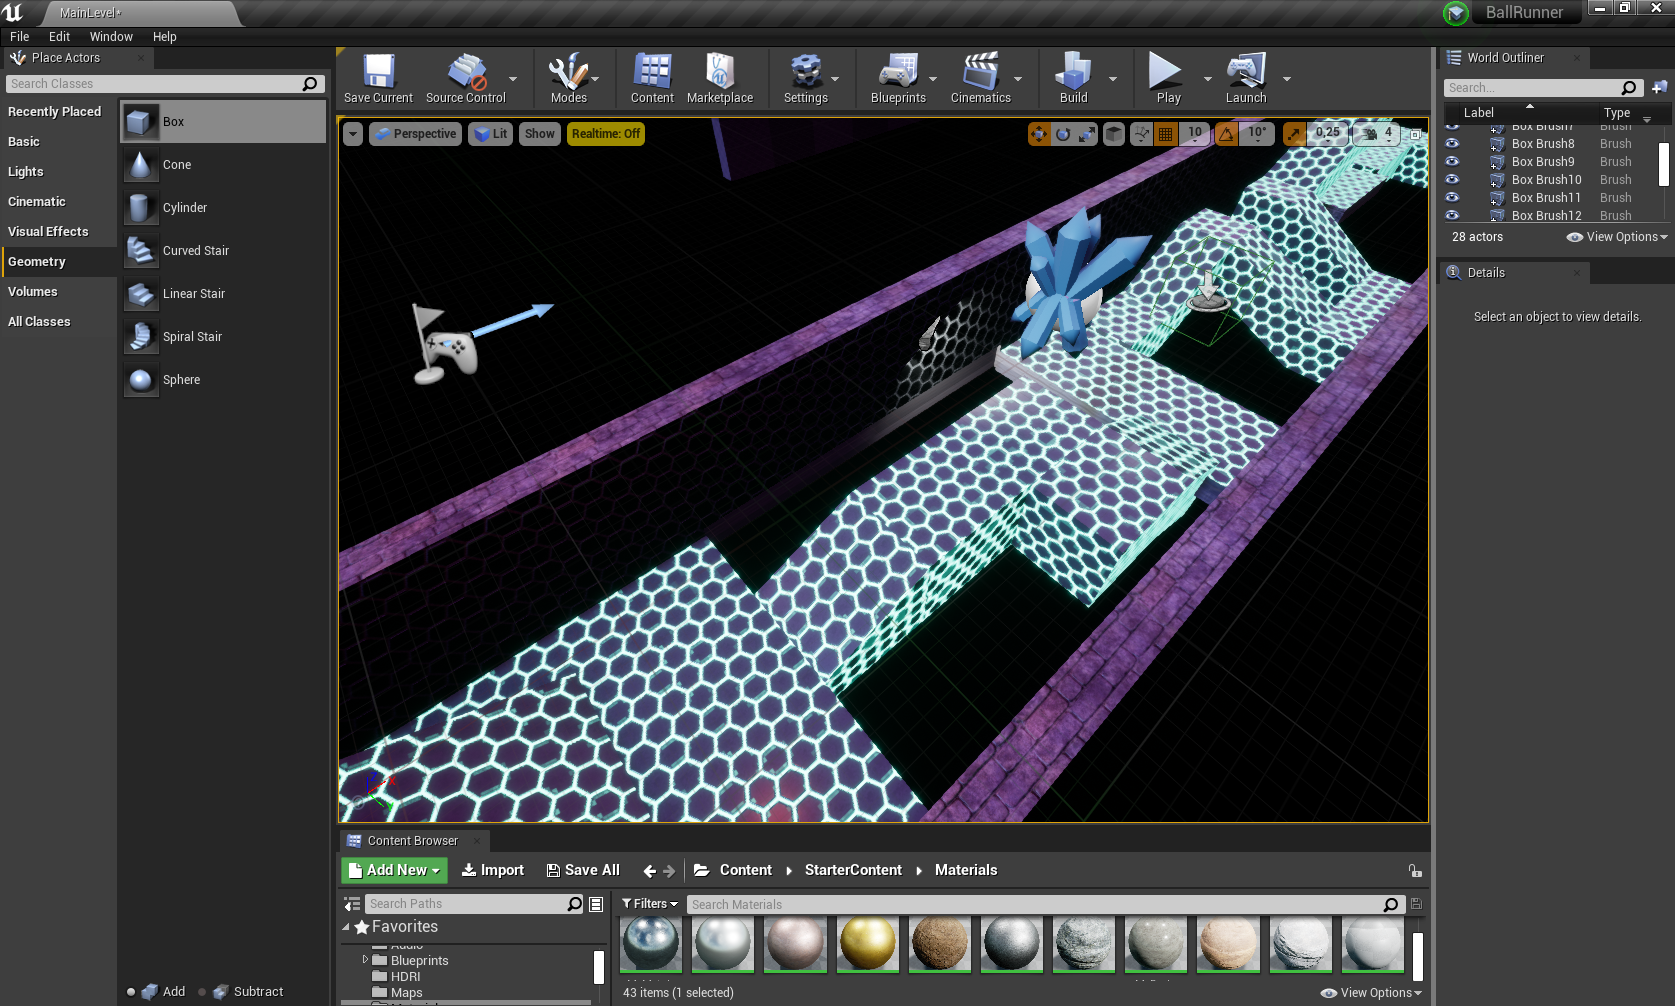 MainLevel*
BallRunner
File Edit Window Help
Place Actors
Search Classes
Recently Placed
Basic
Lights
Cinematic
Visual Effects
Geometry
Volumes
All Classes
Box
Cone
Cylinder
Curved Stair
Linear Stair
Spiral Stair
Sphere
Add Subtract
Save Current Source Control Modes Content Marketplace Settings Blueprints Cinematics Build Play Launch
Perspective Lit Show Realtime: Off
10 10° 0,25 4
Z X Y
World Outliner
Search...
Label Type
Box Brush7 Brush
Box Brush8 Brush
Box Brush9 Brush
Box Brush10 Brush
Box Brush11 Brush
Box Brush12 Brush
28 actors View Options
Details
Select an object to view details.
Content Browser
Add New Import Save All Content StarterContent Materials
Search Paths
Favorites
Audio
Blueprints
HDRI
Maps
Filters Search Materials
43 items (1 selected) View Options